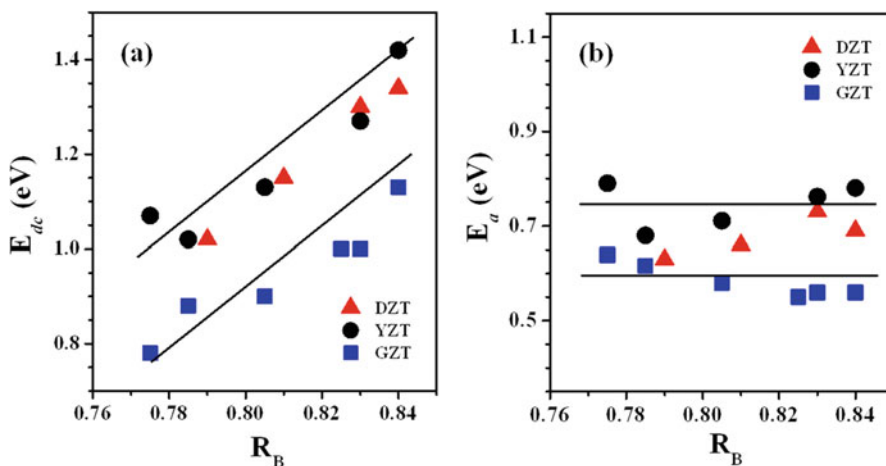 (a)
1.4
1.2
1.0
0.8
E_dc (eV)
DZT
YZT
GZT
0.76 0.78 0.80 0.82 0.84
R_B
(b)
DZT
YZT
GZT
1.1
0.9
0.7
0.5
E_a (eV)
0.76 0.78 0.80 0.82 0.84
R_B